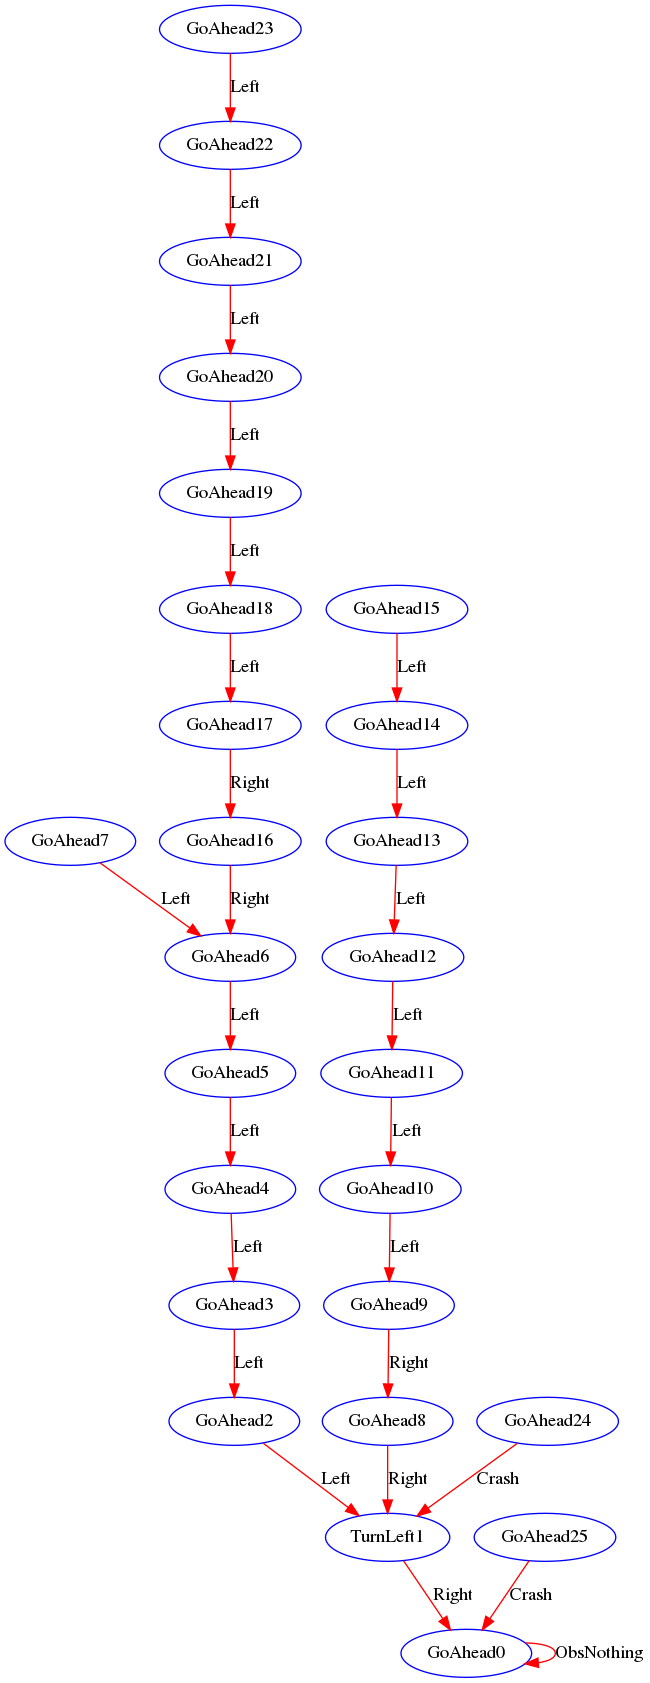 GoAhead23
Left
GoAhead22
Left
GoAhead21
Left
GoAhead20
Left
GoAhead19
Left
GoAhead18
GoAhead15
Left
Left
GoAhead17
GoAhead14
Right
Left
GoAhead7
GoAhead16
GoAhead13
Left
Right
Left
GoAhead6
GoAhead12
Left
Left
GoAhead5
GoAhead11
Left
Left
GoAhead4
GoAhead10
Left
Left
GoAhead3
GoAhead9
Left
Right
GoAhead2
GoAhead8
GoAhead24
Left
Right
Crash
TurnLeft1
GoAhead25
Right
Crash
GoAhead0
ObsNothing